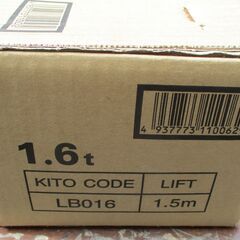 4 937773 110062
1.6t
KITO CODE LIFT
LB016 1.5m